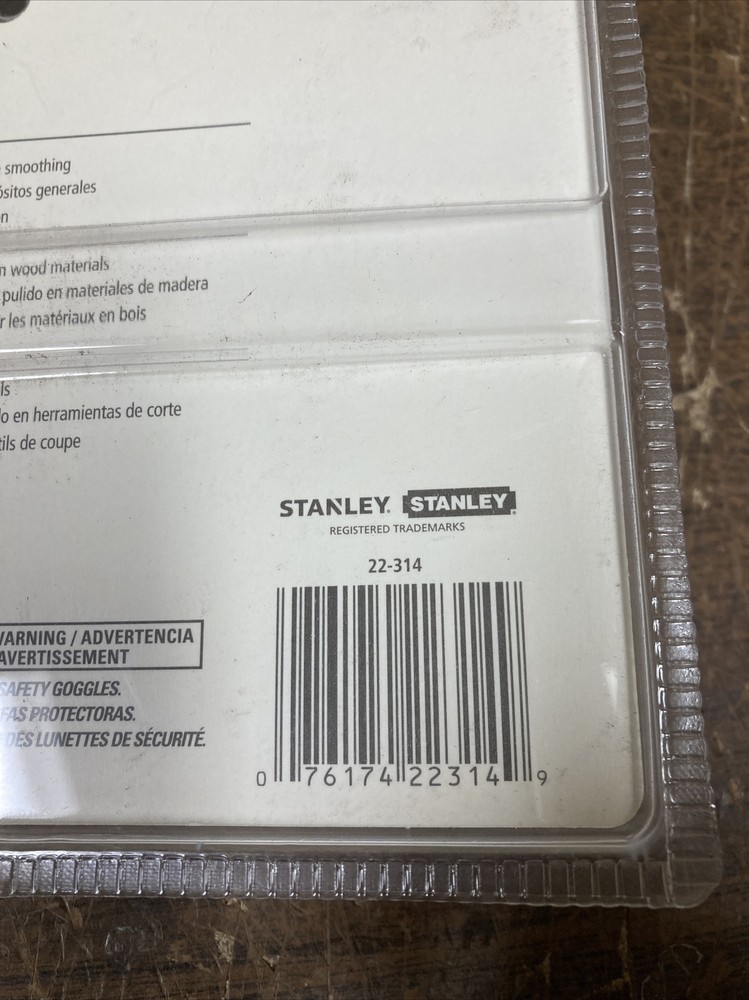 smoothing
ósitos generales
n
n wood materials
pulido en materiales de madera
r les matériaux en bois
ls
do en herramientas de corte
tils de coupe
STANLEY. STANLEY.
REGISTERED TRADEMARKS
22-314
0 76174 22314 9
WARNING / ADVERTENCIA
AVERTISSEMENT
SAFETY GOGGLES.
FAS PROTECTORAS.
DES LUNETTES DE SÉCURITÉ.